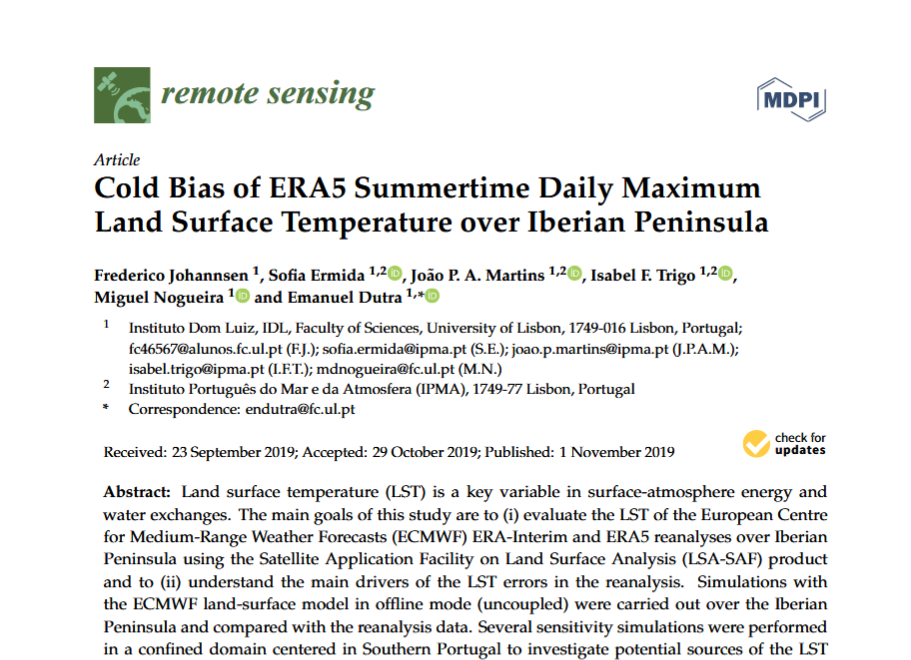 remote sensing
MDPI
Article
Cold Bias of ERA5 Summertime Daily Maximum
Land Surface Temperature over Iberian Peninsula
Frederico Johannsen 1, Sofia Ermida 1,2 iD, João P. A. Martins 1,2 iD, Isabel F. Trigo 1,2 iD,
Miguel Nogueira 1 iD and Emanuel Dutra 1,* iD
1 Instituto Dom Luiz, IDL, Faculty of Sciences, University of Lisbon, 1749-016 Lisbon, Portugal;
fc46567@alunos.fc.ul.pt (F.J.); sofia.ermida@ipma.pt (S.E.); joao.p.martins@ipma.pt (J.P.A.M.);
isabel.trigo@ipma.pt (I.F.T.); mdnogueira@fc.ul.pt (M.N.)
2 Instituto Português do Mar e da Atmosfera (IPMA), 1749-77 Lisbon, Portugal
* Correspondence: endutra@fc.ul.pt
check for
updates
Received: 23 September 2019; Accepted: 29 October 2019; Published: 1 November 2019
Abstract: Land surface temperature (LST) is a key variable in surface-atmosphere energy and
water exchanges. The main goals of this study are to (i) evaluate the LST of the European Centre
for Medium-Range Weather Forecasts (ECMWF) ERA-Interim and ERA5 reanalyses over Iberian
Peninsula using the Satellite Application Facility on Land Surface Analysis (LSA-SAF) product
and to (ii) understand the main drivers of the LST errors in the reanalysis. Simulations with
the ECMWF land-surface model in offline mode (uncoupled) were carried out over the Iberian
Peninsula and compared with the reanalysis data. Several sensitivity simulations were performed
in a confined domain centered in Southern Portugal to investigate potential sources of the LST